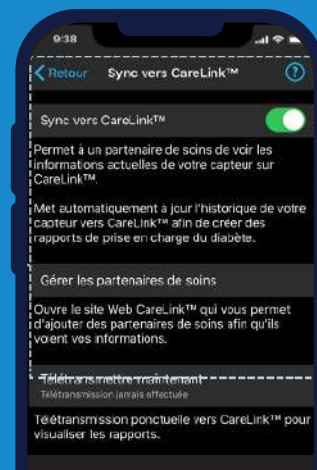 9:38
Retour Sync vers CareLink™ ?
Sync vers CareLink™
Permet à un partenaire de soins de voir les
informations actuelles de votre capteur sur
CareLink™.
Met automatiquement à jour l'historique de votre
capteur vers CareLink™ afin de créer des
rapports de prise en charge du diabète.
Gérer les partenaires de soins
Ouvre le site Web CareLink™ qui vous permet
d'ajouter des partenaires de soins afin qu'ils
voient vos informations.
Télétransmettre maintenant
Télétransmission jamais effectuée
Télétransmission ponctuelle vers CareLink™ pour
visualiser les rapports.